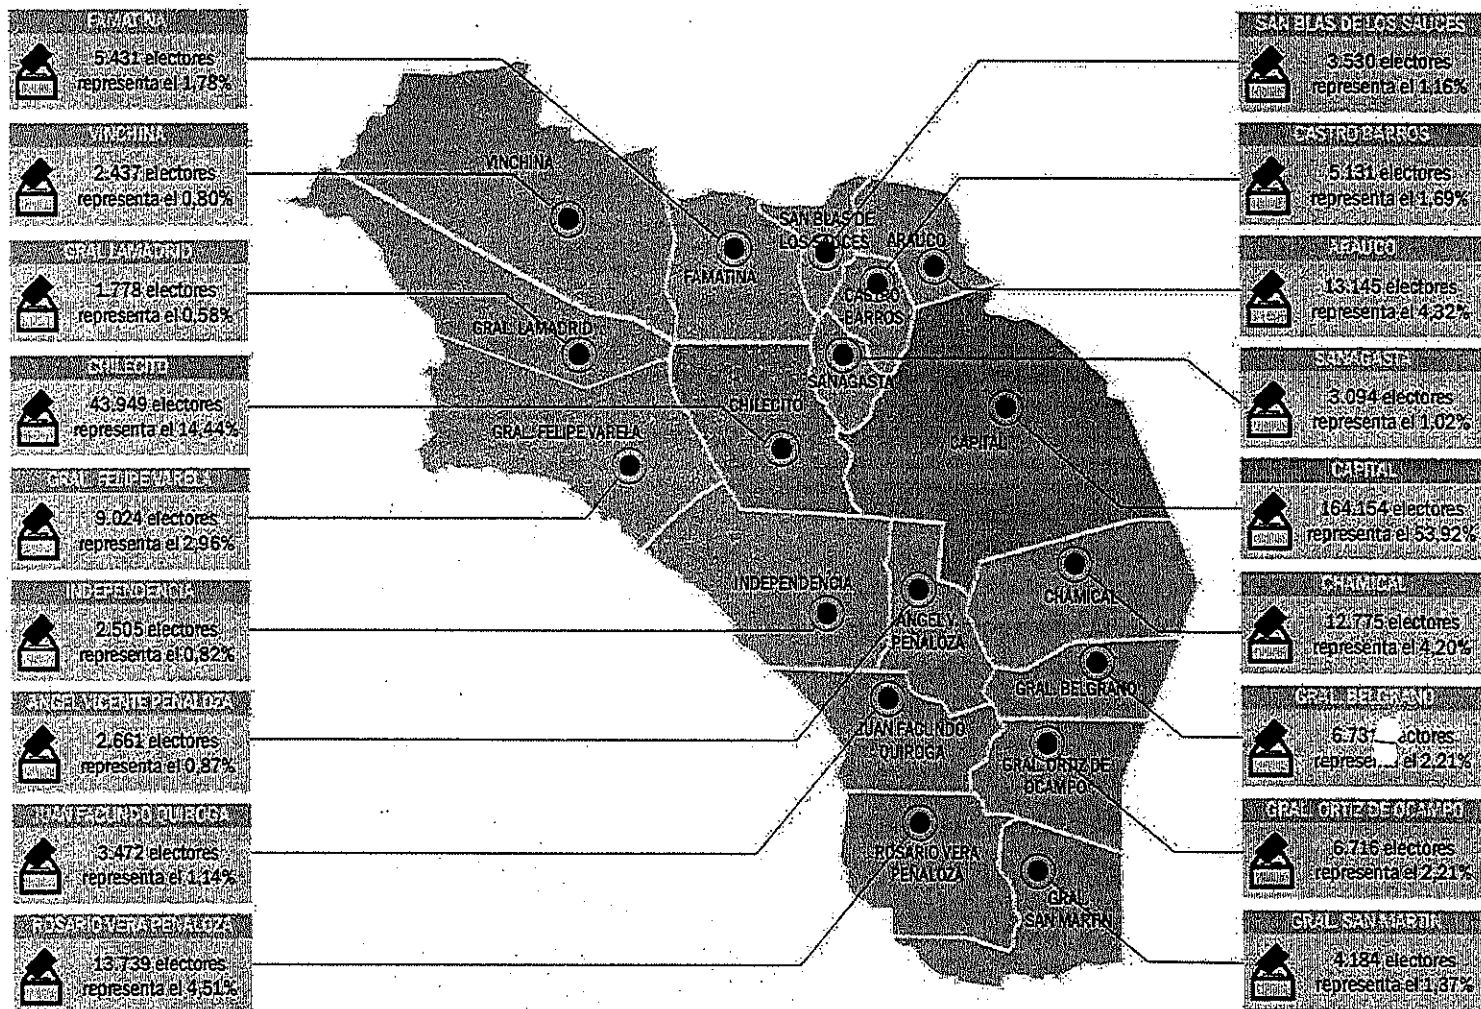 FAMATINA
5.431 electores
representa el 1,78%
VINCHINA
2.437 electores
representa el 0,80%
GRAL. LAMADRID
1.778 electores
representa el 0,58%
CHILECITO
43.949 electores
representa el 14,44%
GRAL. FELIPE VARELA
9.024 electores
representa el 2,96%
INDEPENDENCIA
2.505 electores
representa el 0,82%
ANGEL VICENTE PEÑALOZA
2.661 electores
representa el 0,87%
JUAN FACUNDO QUIROGA
3.472 electores
representa el 1,14%
ROSARIO VERA PEÑALOZA
13.739 electores
representa el 4,51%
VINCHINA
FAMATINA
SAN BLAS DE
LOS SAUCES
ARAUCO
CASTRO
BARROS
GRAL. LAMADRID
SANAGASTA
CHILECITO
CAPITAL
GRAL. FELIPE VARELA
INDEPENDENCIA
ANGEL V.
PEÑALOZA
CHAMICAL
GRAL. BELGRANO
JUAN FACUNDO
QUIROGA
GRAL. ORTIZ DE
OCAMPO
ROSARIO VERA
PEÑALOZA
GRAL.
SAN MARTÍN
SAN BLAS DE LOS SAUCES
3.530 electores
representa el 1,16%
CASTRO BARROS
5.131 electores
representa el 1,69%
ARAUCO
13.145 electores
representa el 4,32%
SANAGASTA
3.094 electores
representa el 1,02%
CAPITAL
164.154 electores
representa el 53,92%
CHAMICAL
12.775 electores
representa el 4,20%
GRAL. BELGRANO
el 2,21%
GRAL. ORTIZ DE OCAMPO
6.716 electores
representa el 2,21%
GRAL. SAN MARTÍN
4.184 electores
representa el 1,37%